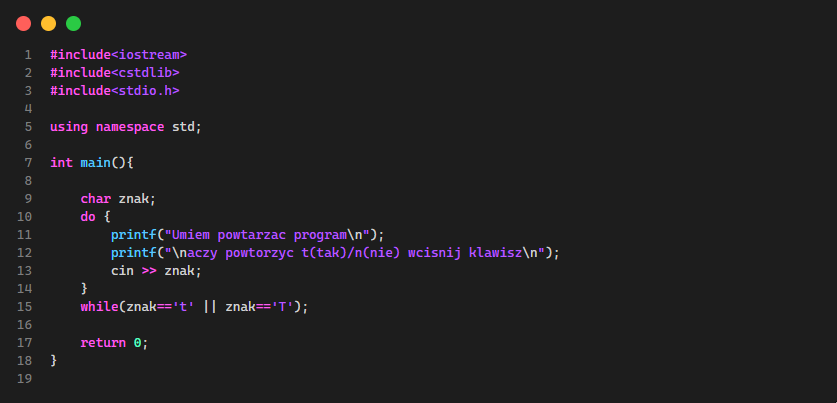 1 #include<iostream>
2 #include<cstdlib>
3 #include<stdio.h>
4
5 using namespace std;
6
7 int main(){
8
9     char znak;
10     do {
11         printf("Umiem powtarzac program\n");
12         printf("\naczy powtorzyc t(tak)/n(nie) wcisnij klawisz\n");
13         cin >> znak;
14     }
15     while(znak=='t' || znak=='T');
16
17     return 0;
18 }
19